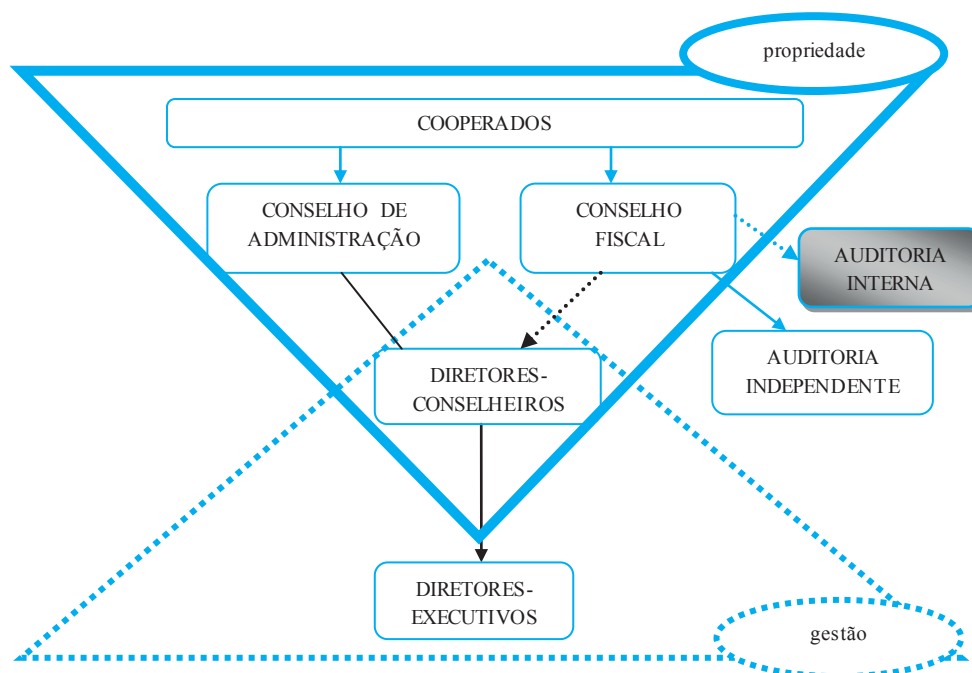 propriedade
COOPERADOS
CONSELHO DE
ADMINISTRAÇÃO
CONSELHO
FISCAL
AUDITORIA
INTERNA
DIRETORES-
CONSELHEIROS
AUDITORIA
INDEPENDENTE
DIRETORES-
EXECUTIVOS
gestão